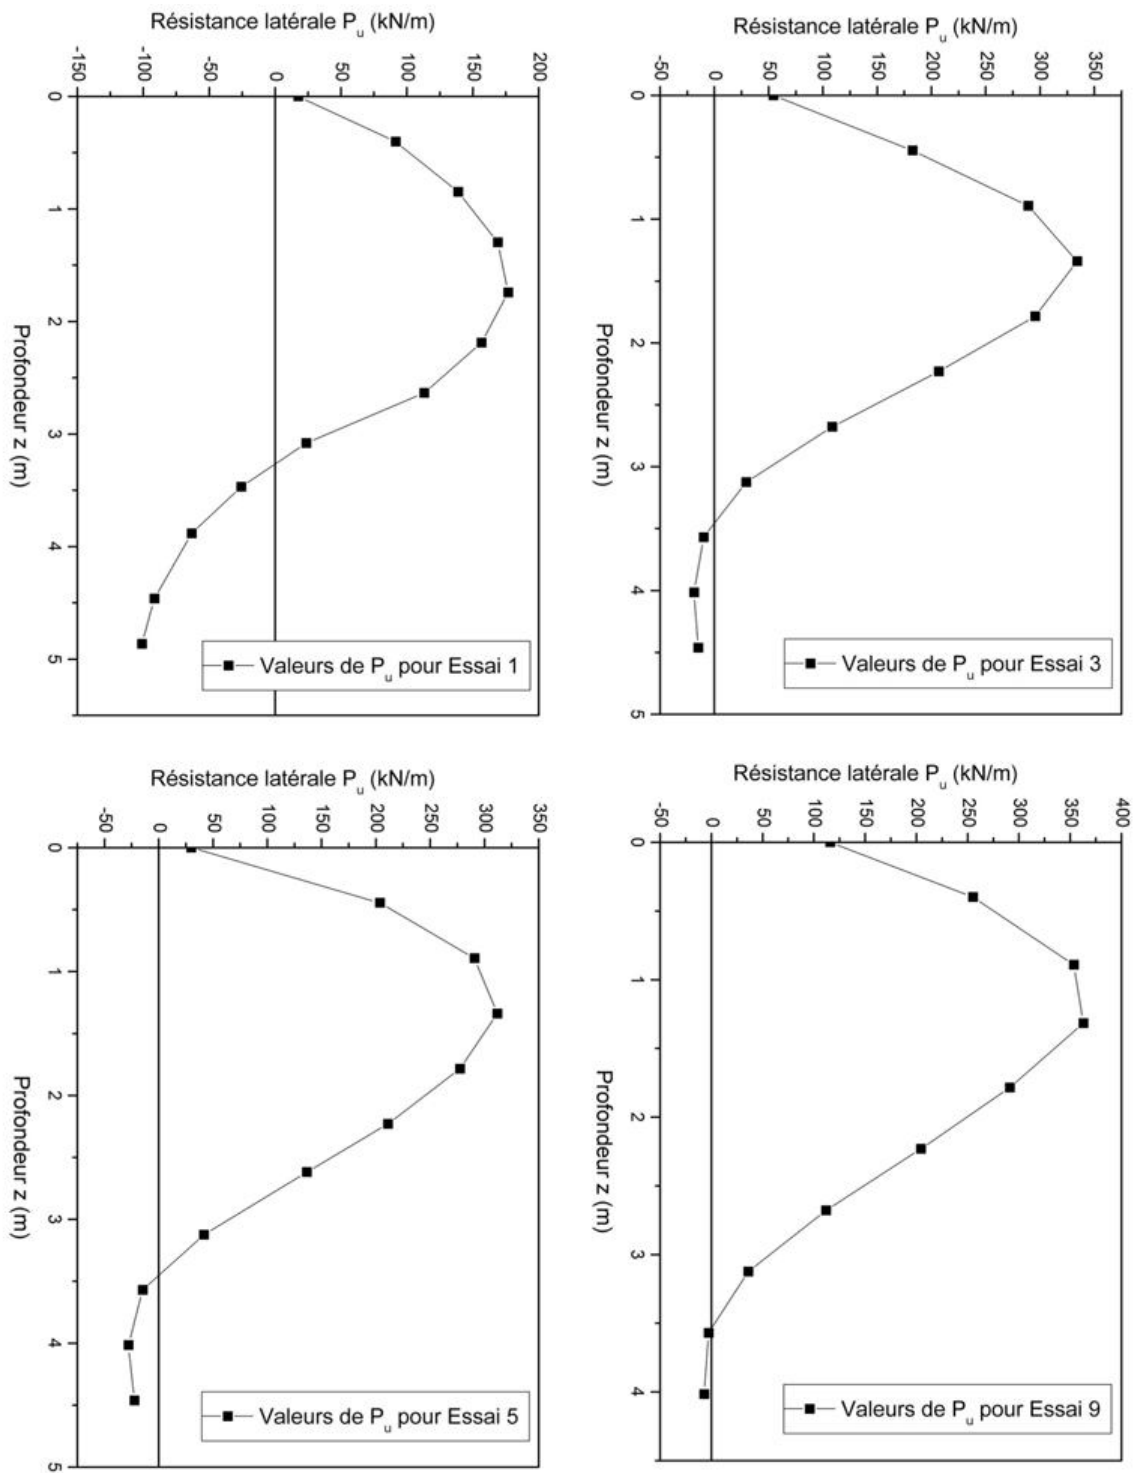 Résistance latérale P_u (kN/m)
-150 -100 -50 0 50 100 150 200
0
1
2
3
4
5
Profondeur z (m)
Valeurs de P_u pour Essai 1
Résistance latérale P_u (kN/m)
-50 0 50 100 150 200 250 300 350
0
1
2
3
4
5
Profondeur z (m)
Valeurs de P_u pour Essai 3
Résistance latérale P_u (kN/m)
-50 0 50 100 150 200 250 300 350
0
1
2
3
4
5
Profondeur z (m)
Valeurs de P_u pour Essai 5
Résistance latérale P_u (kN/m)
-50 0 50 100 150 200 250 300 350 400
0
1
2
3
4
Profondeur z (m)
Valeurs de P_u pour Essai 9